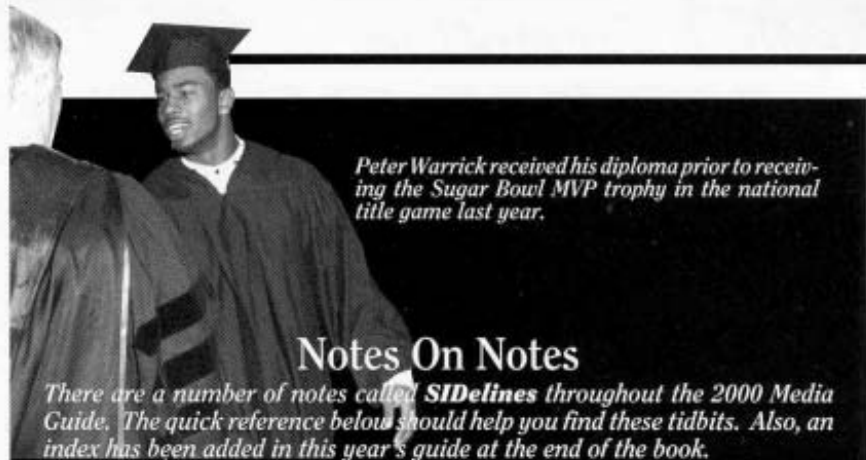 Peter Warrick received his diploma prior to receiv-
ing the Sugar Bowl MVP trophy in the national
title game last year.
Notes On Notes
There are a number of notes called SIDelines throughout the 2000 Media
Guide. The quick reference below should help you find these tidbits. Also, an
index has been added in this year's guide at the end of the book.